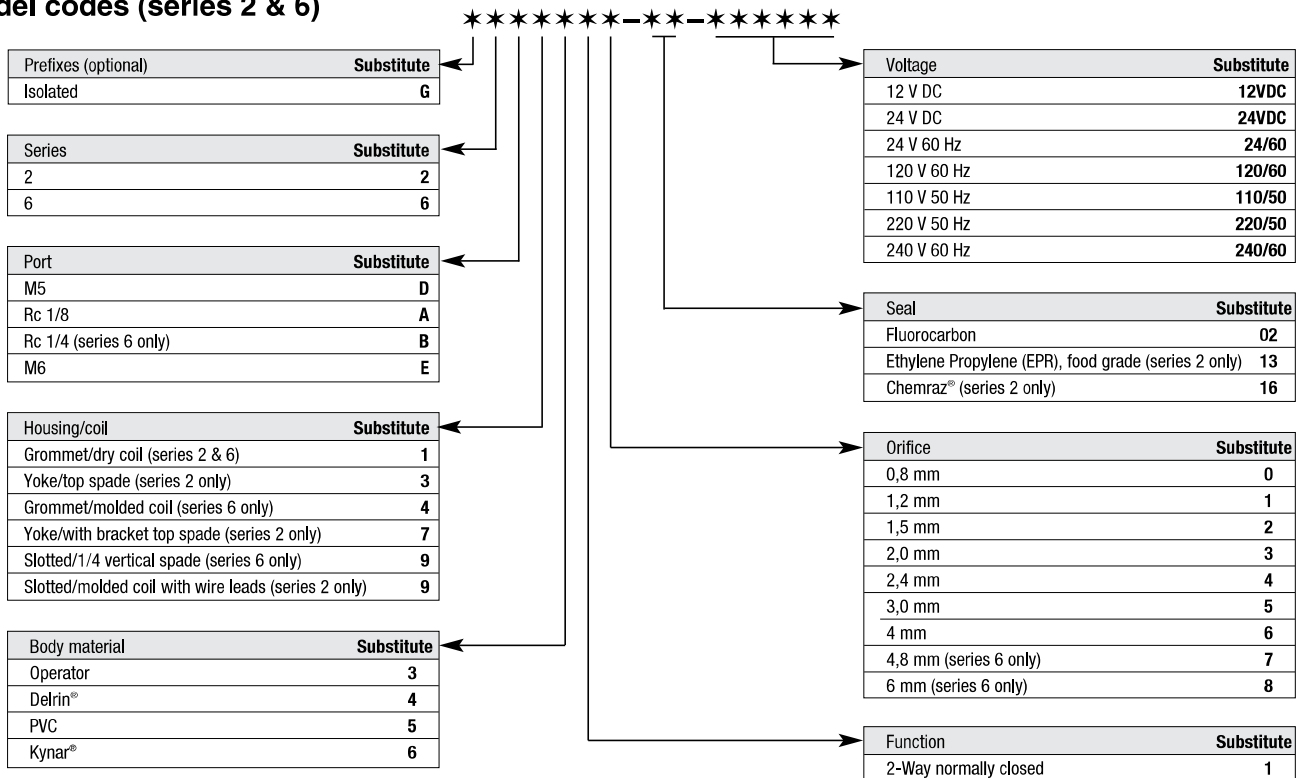 del codes (series 2 & 6)
✶✶✶✶✶✶✶–✶✶–✶✶✶✶✶✶
Prefixes (optional) Substitute
Isolated G
Series Substitute
2 2
6 6
Port Substitute
M5 D
Rc 1/8 A
Rc 1/4 (series 6 only) B
M6 E
Housing/coil Substitute
Grommet/dry coil (series 2 & 6) 1
Yoke/top spade (series 2 only) 3
Grommet/molded coil (series 6 only) 4
Yoke/with bracket top spade (series 2 only) 7
Slotted/1/4 vertical spade (series 6 only) 9
Slotted/molded coil with wire leads (series 2 only) 9
Body material Substitute
Operator 3
Delrin® 4
PVC 5
Kynar® 6
Voltage Substitute
12 V DC 12VDC
24 V DC 24VDC
24 V 60 Hz 24/60
120 V 60 Hz 120/60
110 V 50 Hz 110/50
220 V 50 Hz 220/50
240 V 60 Hz 240/60
Seal Substitute
Fluorocarbon 02
Ethylene Propylene (EPR), food grade (series 2 only) 13
Chemraz® (series 2 only) 16
Orifice Substitute
0,8 mm 0
1,2 mm 1
1,5 mm 2
2,0 mm 3
2,4 mm 4
3,0 mm 5
4 mm 6
4,8 mm (series 6 only) 7
6 mm (series 6 only) 8
Function Substitute
2-Way normally closed 1